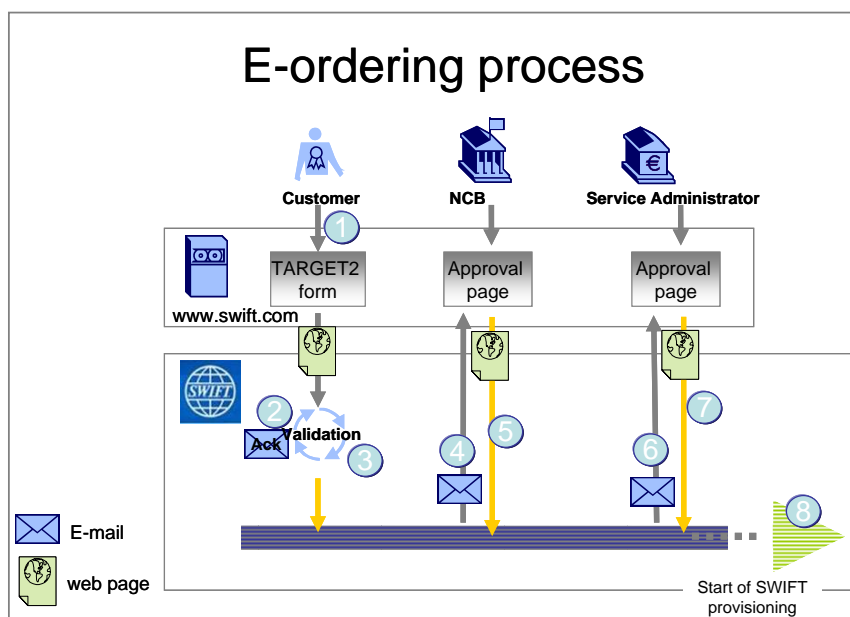 E-ordering process
Customer
NCB
Service Administrator
1
TARGET2
form
Approval
page
Approval
page
www.swift.com
SWIFT
2
Ack
Validation
3
4
5
6
7
8
E-mail
web page
Start of SWIFT
provisioning